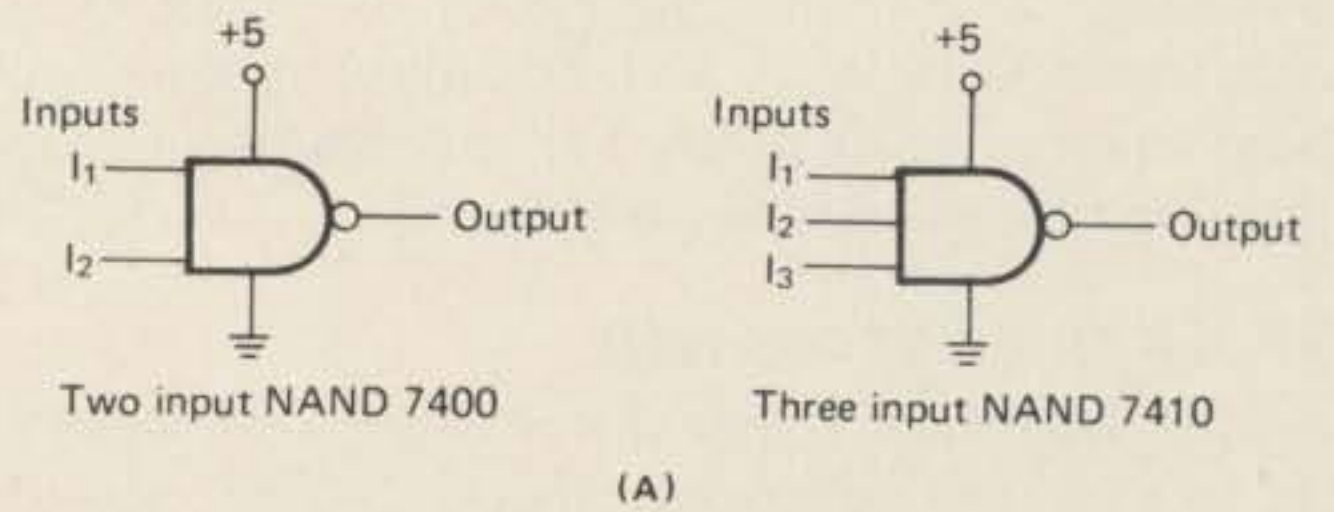 +5
Inputs
I1
I2
Output
Two input NAND 7400
+5
Inputs
I1
I2
I3
Output
Three input NAND 7410
(A)